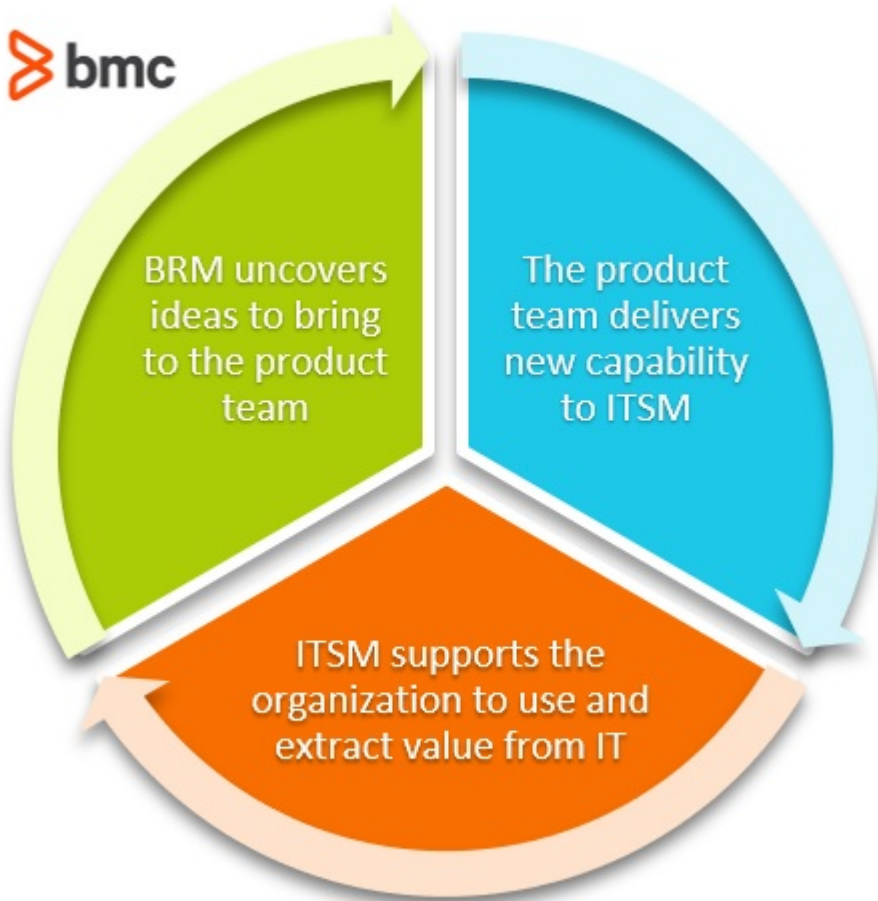 bmc
BRM uncovers
ideas to bring
to the product
team
The product
team delivers
new capability
to ITSM
ITSM supports the
organization to use and
extract value from IT